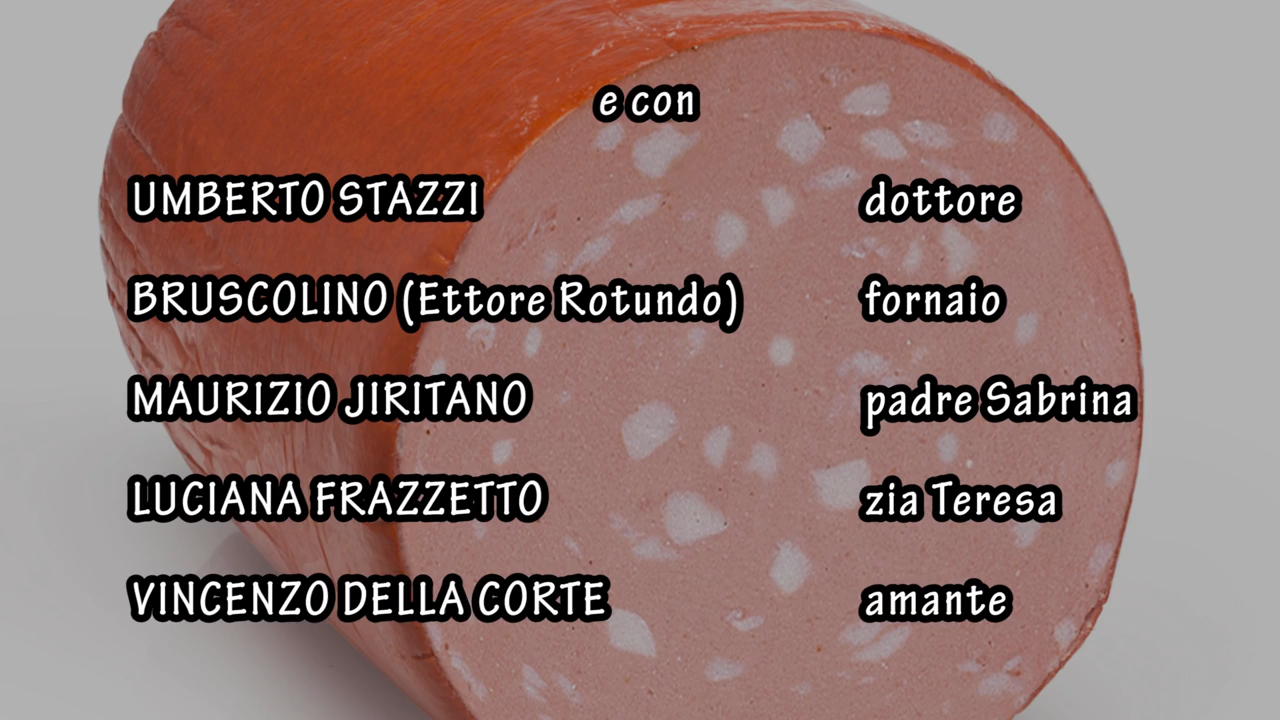 e con
UMBERTO STAZZI dottore
BRUSCOLINO (Ettore Rotundo) fornaio
MAURIZIO JIRITANO padre Sabrina
LUCIANA FRAZZETTO zia Teresa
VINCENZO DELLA CORTE amante